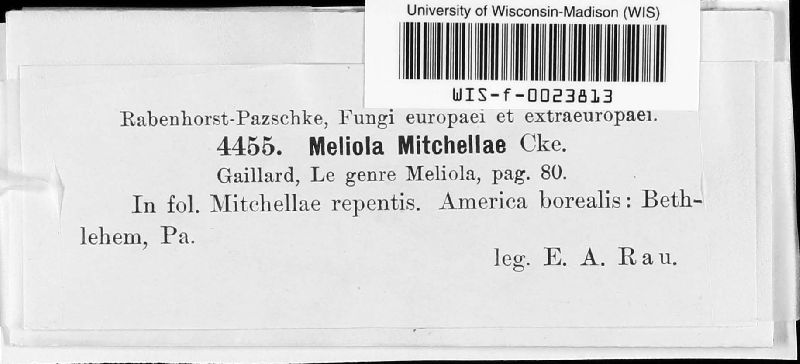 University of Wisconsin-Madison (WIS)
WIS-f-0023813
Rabenhorst-Pazschke, Fungi europaei et extraeuropaei.
4455. Meliola Mitchellae Cke.
Gaillard, Le genre Meliola, pag. 80.
In fol. Mitchellae repentis. America borealis: Beth-
lehem, Pa.
leg. E. A. Rau.